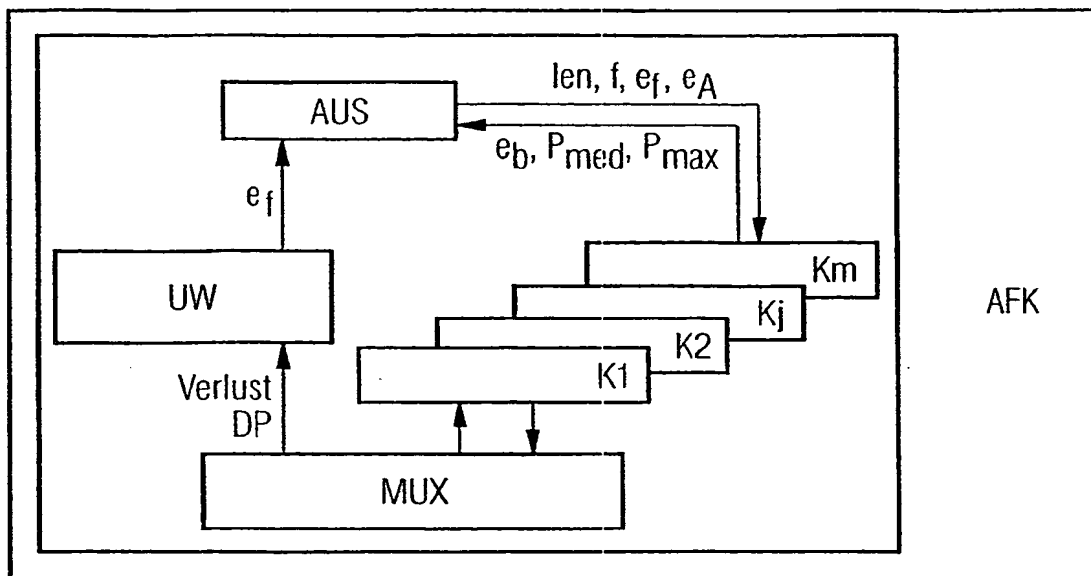 len, f, e_f, e_A
AUS
e_b, P_med, P_max
e_f
Km
UW
AFK
Kj
K2
K1
Verlust
DP
MUX